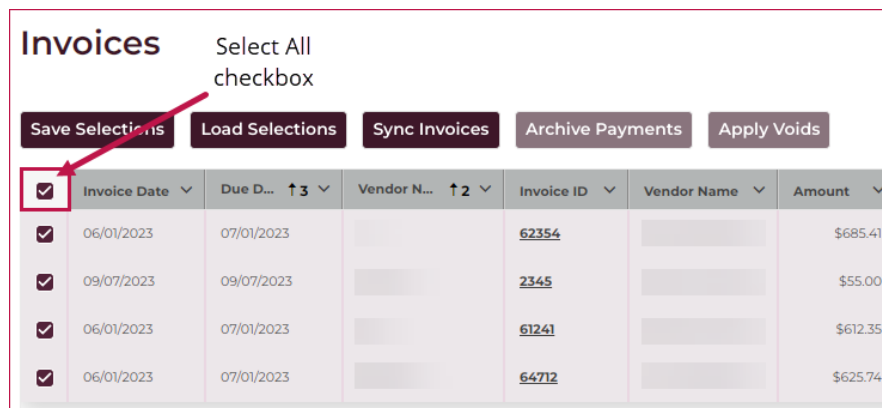 Invoices
Select All
checkbox
Save Selections Load Selections Sync Invoices Archive Payments Apply Voids
Invoice Date Due D... ↑3 Vendor N... ↑2 Invoice ID Vendor Name Amount
06/01/2023 07/01/2023 62354 $685.41
09/07/2023 09/07/2023 2345 $55.00
06/01/2023 07/01/2023 61241 $612.35
06/01/2023 07/01/2023 64712 $625.74